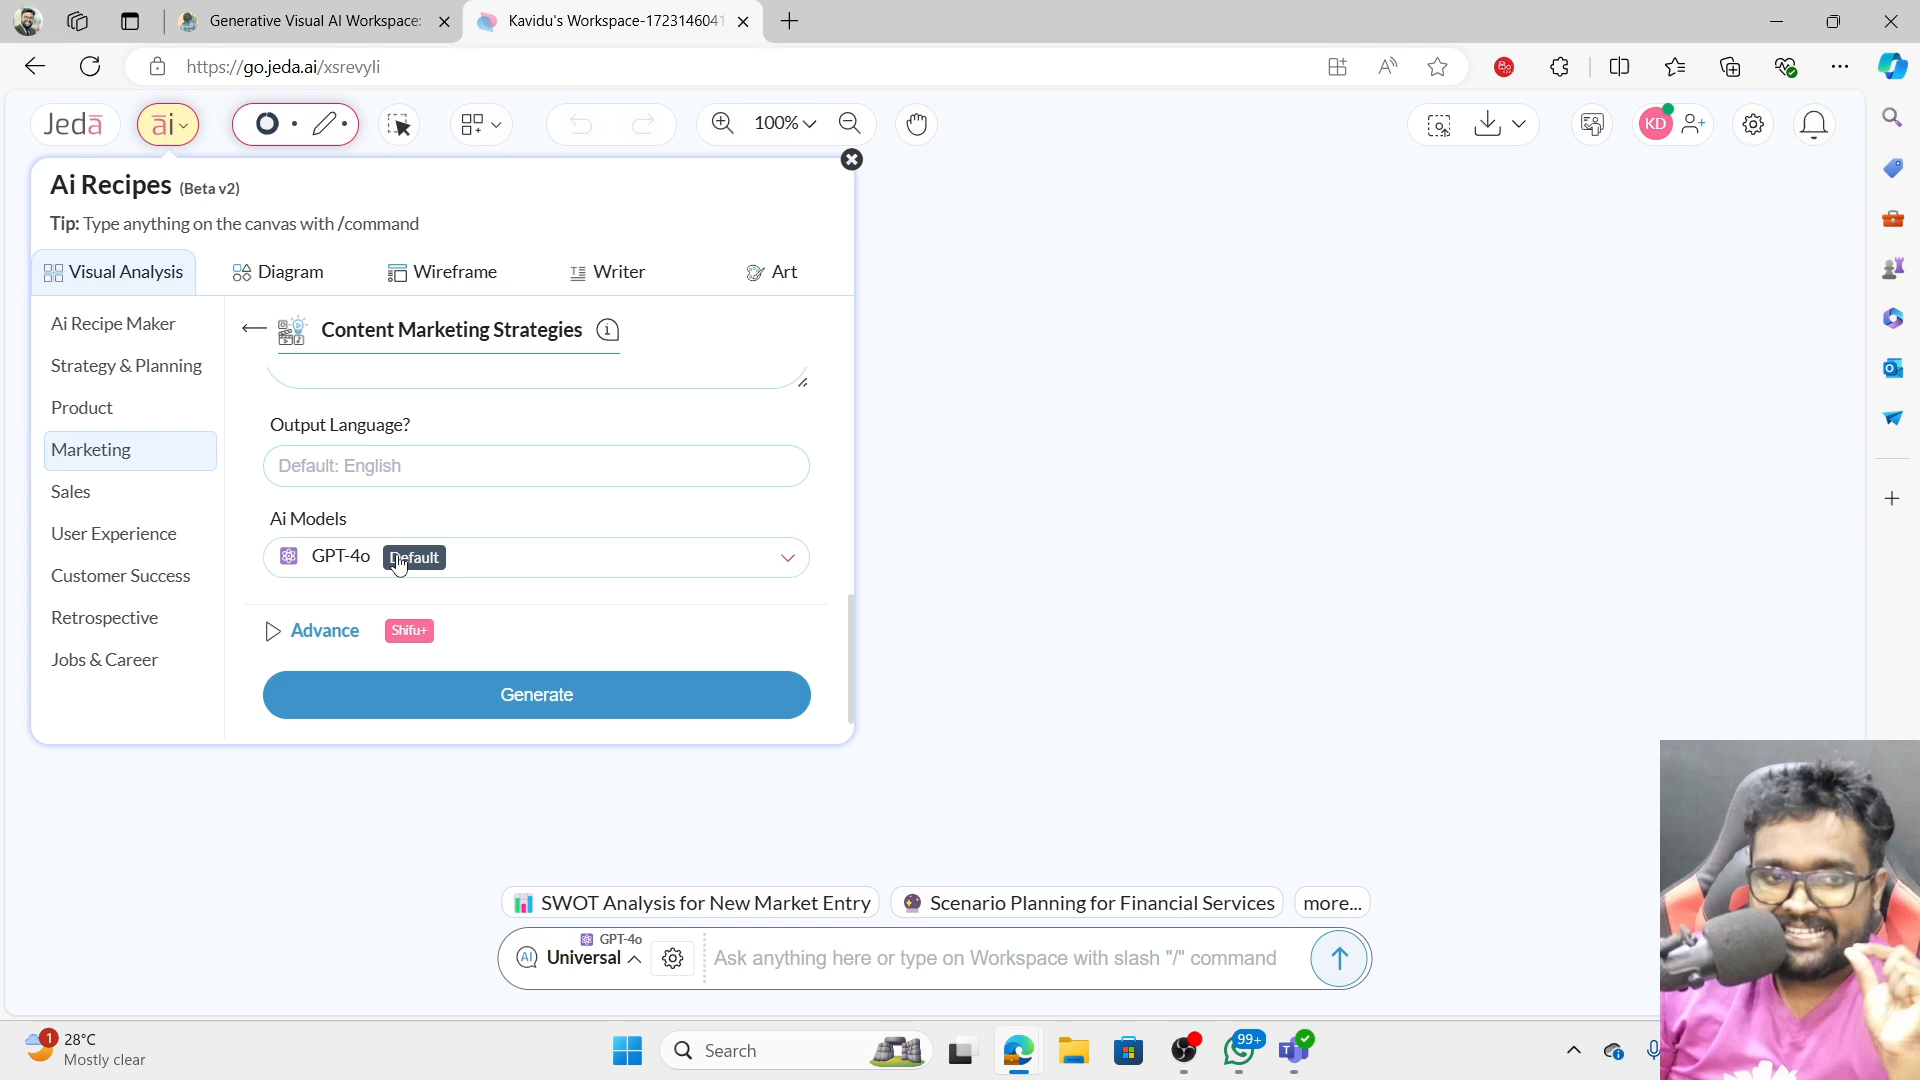 Generative Visual AI Workspace:
Kavidu's Workspace-1723146041
https://go.jeda.ai/xsrevyli
Jedā
āi
100%
KD
Ai Recipes (Beta v2)
Tip: Type anything on the canvas with /command
Visual Analysis
Diagram
Wireframe
Writer
Art
Ai Recipe Maker
Strategy & Planning
Product
Marketing
Sales
User Experience
Customer Success
Retrospective
Jobs & Career
Content Marketing Strategies
Output Language?
Default: English
Ai Models
GPT-4o Default
Advance Shifu+
Generate
SWOT Analysis for New Market Entry
Scenario Planning for Financial Services
more...
GPT-4o
AI Universal
Ask anything here or type on Workspace with slash "/" command
1
28°C
Mostly clear
Search
99+